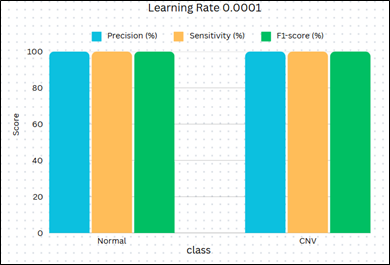 Learning Rate 0.0001
Precision (%) Sensitivity (%) F1-score (%)
100
80
60
40
20
0
Score
Normal CNV
class